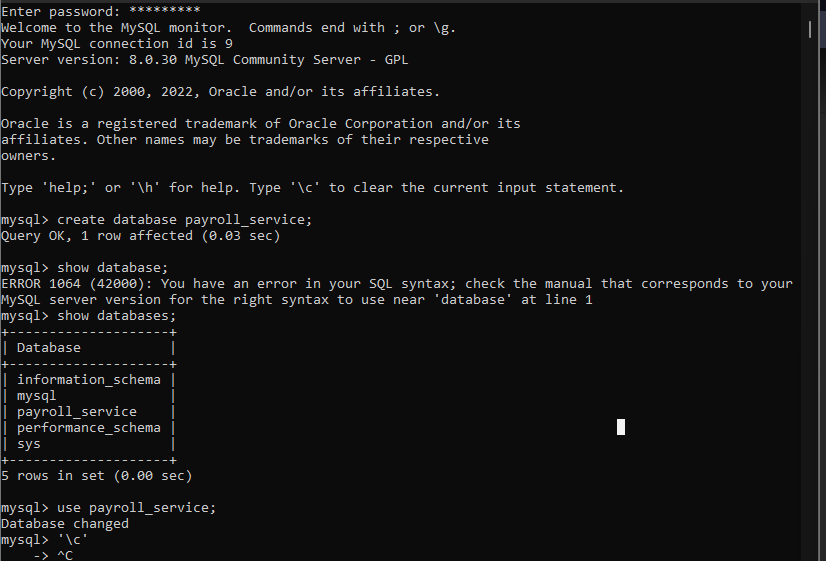 Enter password: *********
Welcome to the MySQL monitor.  Commands end with ; or \g.
Your MySQL connection id is 9
Server version: 8.0.30 MySQL Community Server - GPL

Copyright (c) 2000, 2022, Oracle and/or its affiliates.

Oracle is a registered trademark of Oracle Corporation and/or its
affiliates. Other names may be trademarks of their respective
owners.

Type 'help;' or '\h' for help. Type '\c' to clear the current input statement.

mysql> create database payroll_service;
Query OK, 1 row affected (0.03 sec)

mysql> show database;
ERROR 1064 (42000): You have an error in your SQL syntax; check the manual that corresponds to your
MySQL server version for the right syntax to use near 'database' at line 1
mysql> show databases;
+--------------------+
| Database           |
+--------------------+
| information_schema |
| mysql              |
| payroll_service    |
| performance_schema |
| sys                |
+--------------------+
5 rows in set (0.00 sec)

mysql> use payroll_service;
Database changed
mysql> '\c'
    -> ^C